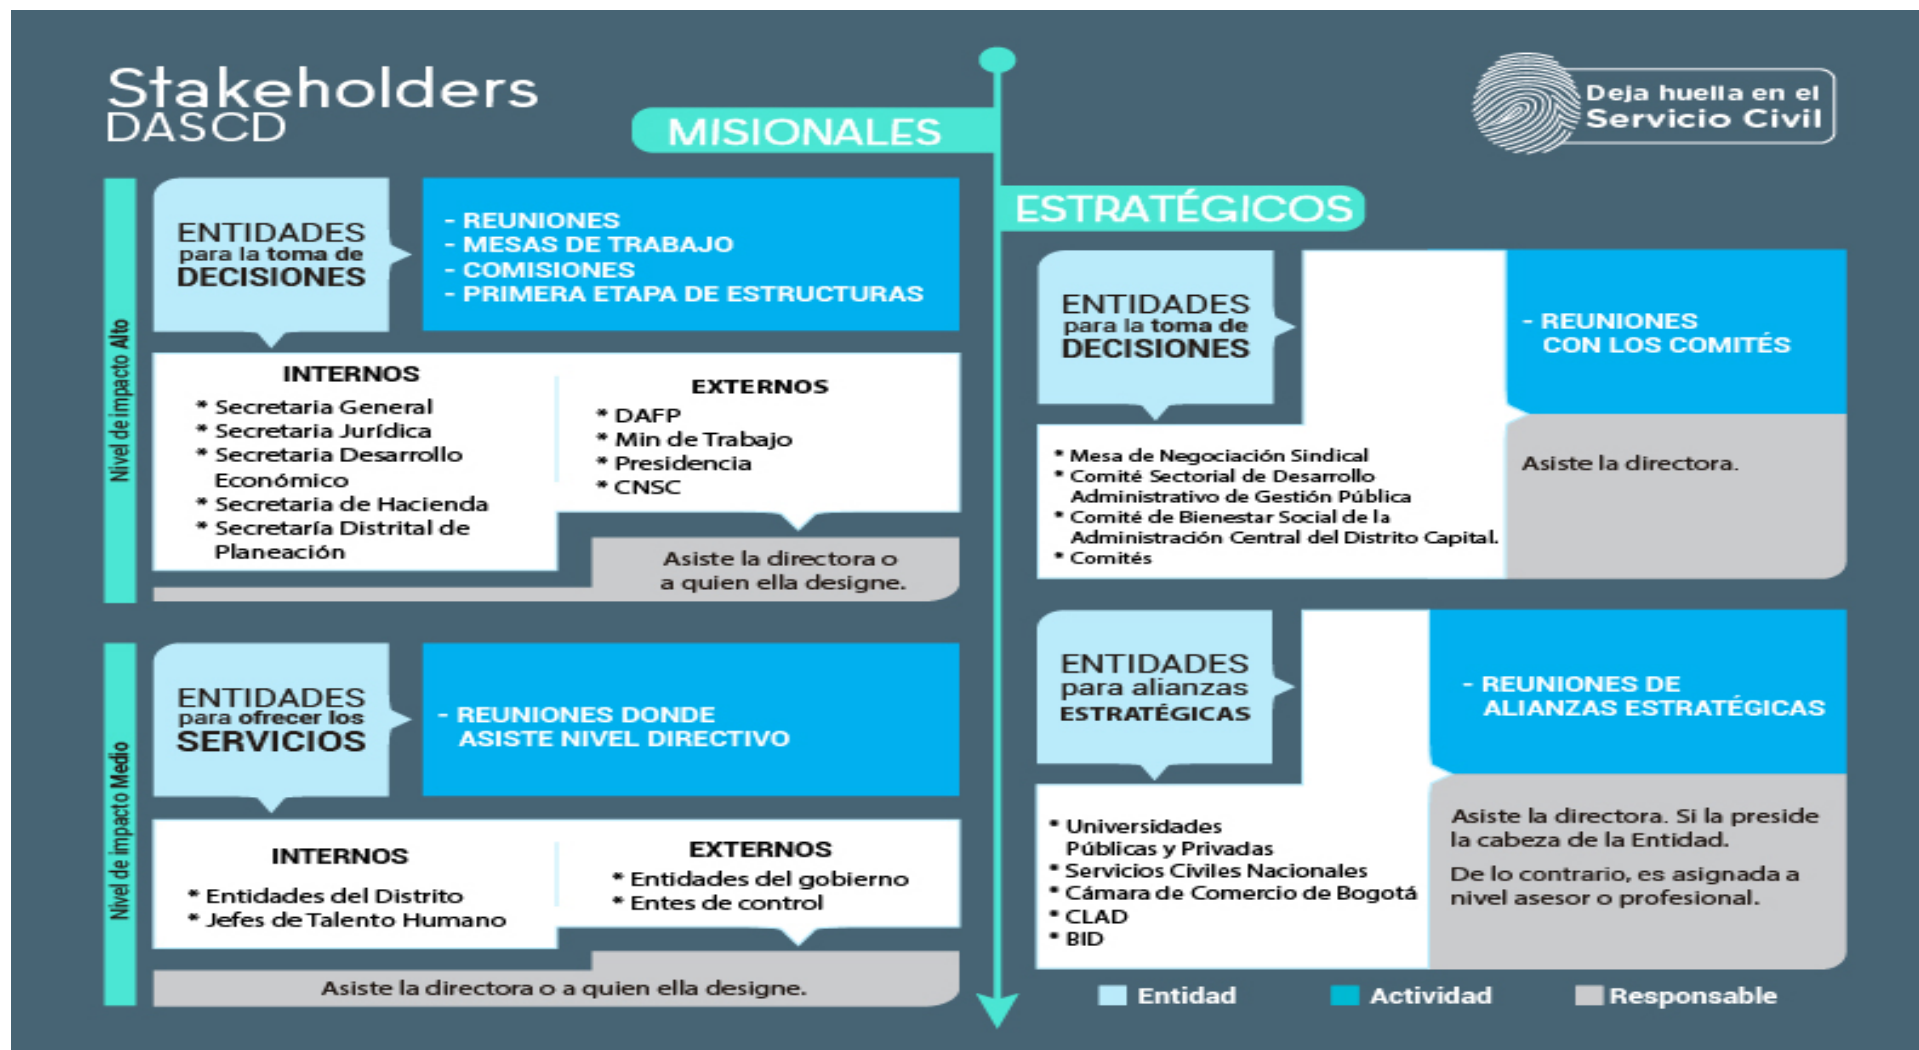 Stakeholders
DASCD
MISIONALES
Deja huella en el
Servicio Civil
Nivel de impacto Alto
ENTIDADES
para la toma de
DECISIONES
- REUNIONES
- MESAS DE TRABAJO
- COMISIONES
- PRIMERA ETAPA DE ESTRUCTURAS
INTERNOS
* Secretaria General
* Secretaria Jurídica
* Secretaria Desarrollo
Económico
* Secretaria de Hacienda
* Secretaría Distrital de
Planeación
EXTERNOS
* DAFP
* Min de Trabajo
* Presidencia
* CNSC
Asiste la directora o
a quien ella designe.
Nivel de impacto Medio
ENTIDADES
para ofrecer los
SERVICIOS
- REUNIONES DONDE
ASISTE NIVEL DIRECTIVO
INTERNOS
* Entidades del Distrito
* Jefes de Talento Humano
EXTERNOS
* Entidades del gobierno
* Entes de control
Asiste la directora o a quien ella designe.
ESTRATÉGICOS
ENTIDADES
para la toma de
DECISIONES
- REUNIONES
CON LOS COMITÉS
* Mesa de Negociación Sindical
* Comité Sectorial de Desarrollo
Administrativo de Gestión Pública
* Comité de Bienestar Social de la
Administración Central del Distrito Capital.
* Comités
Asiste la directora.
ENTIDADES
para alianzas
ESTRATÉGICAS
- REUNIONES DE
ALIANZAS ESTRATÉGICAS
* Universidades
Públicas y Privadas
* Servicios Civiles Nacionales
* Cámara de Comercio de Bogotá
* CLAD
* BID
Asiste la directora. Si la preside
la cabeza de la Entidad.
De lo contrario, es asignada a
nivel asesor o profesional.
Entidad
Actividad
Responsable